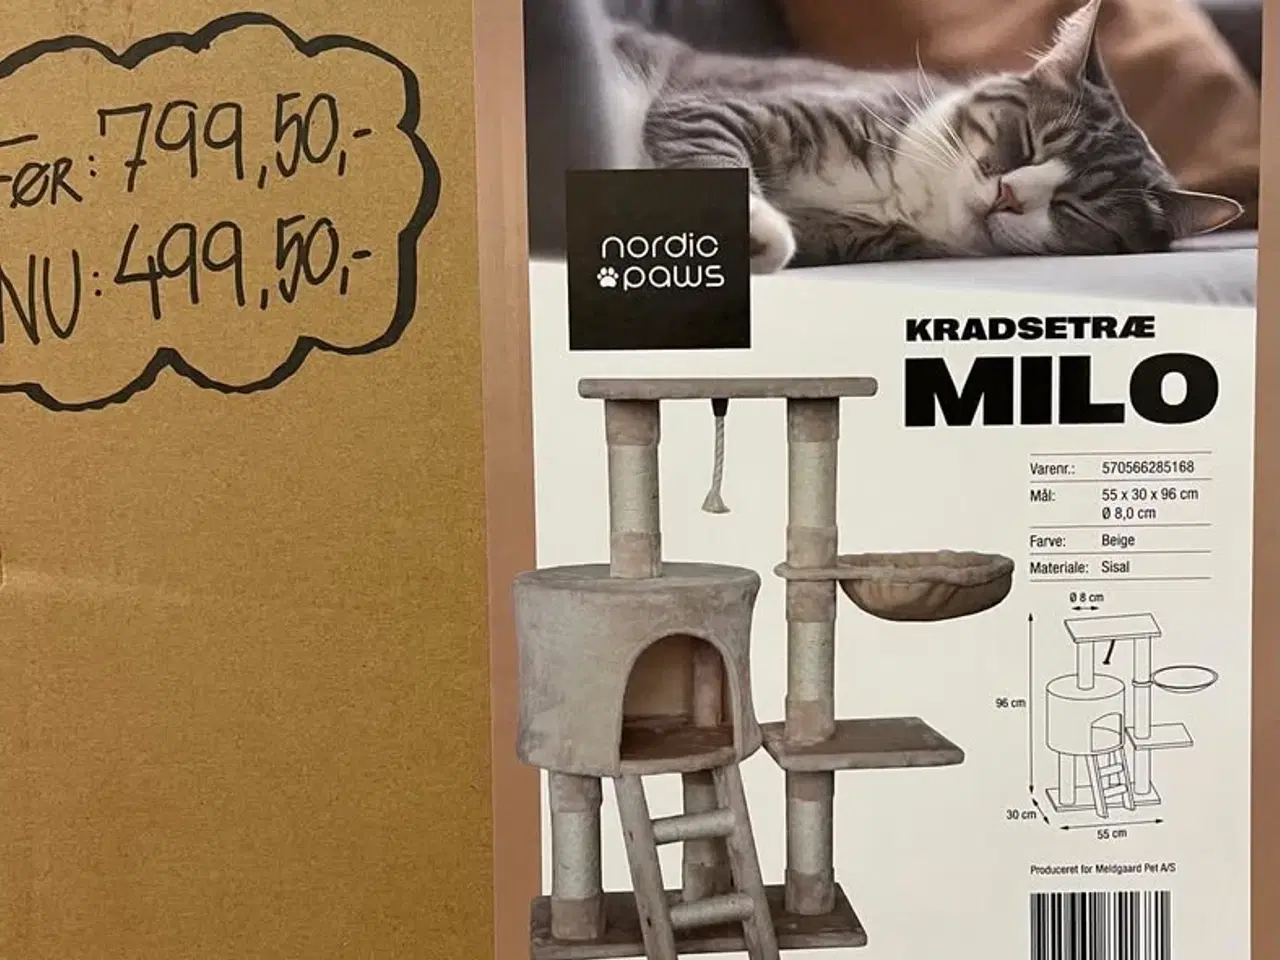 FØR: 799,50,-
NU: 499,50,-
nordic
paws
KRADSETRÆ
MILO
Varenr.: 570566285168
Mål: 55 x 30 x 96 cm
Ø 8,0 cm
Farve: Beige
Materiale: Sisal
Ø 8 cm
96 cm
30 cm
55 cm
Produceret for Meldgaard Pet A/S